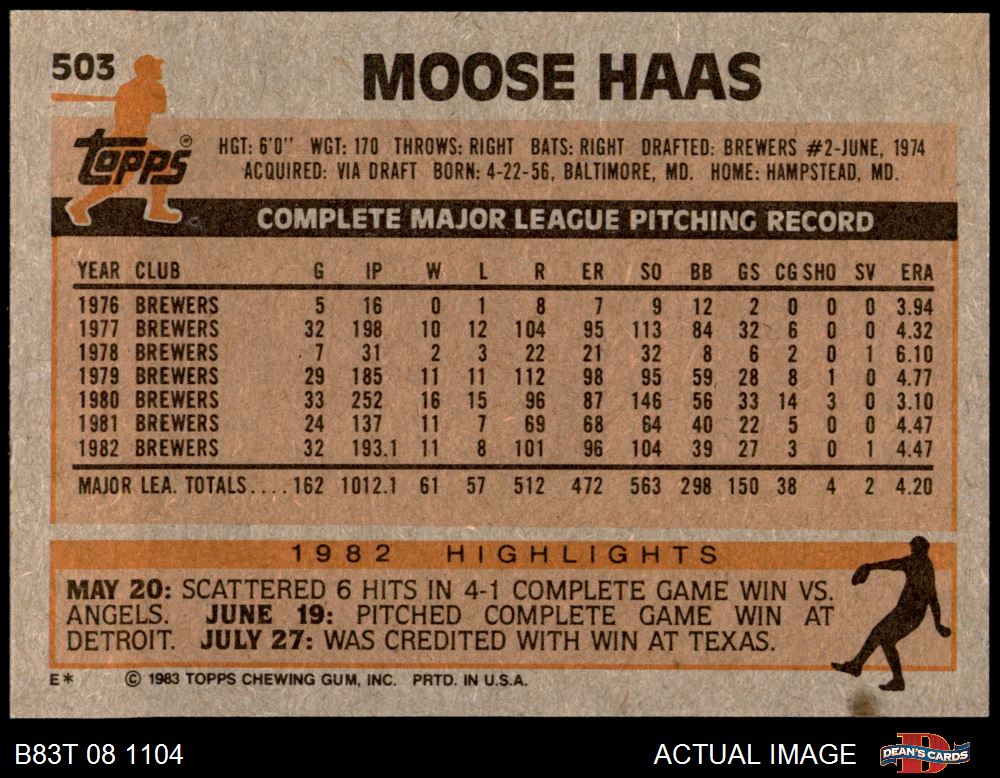 503
MOOSE HAAS
Topps®
HGT: 6'0" WGT: 170 THROWS: RIGHT BATS: RIGHT DRAFTED: BREWERS #2-JUNE, 1974
ACQUIRED: VIA DRAFT BORN: 4-22-56, BALTIMORE, MD. HOME: HAMPSTEAD, MD.
COMPLETE MAJOR LEAGUE PITCHING RECORD
YEAR CLUB G IP W L R ER SO BB GS CG SHO SV ERA
1976 BREWERS 5 16 0 1 8 7 9 12 2 0 0 0 3.94
1977 BREWERS 32 198 10 12 104 95 113 84 32 6 0 0 4.32
1978 BREWERS 7 31 2 3 22 21 32 8 6 2 0 1 6.10
1979 BREWERS 29 185 11 11 112 98 95 59 28 8 1 0 4.77
1980 BREWERS 33 252 16 15 96 87 146 56 33 14 3 0 3.10
1981 BREWERS 24 137 11 7 69 68 64 40 22 5 0 0 4.47
1982 BREWERS 32 193.1 11 8 101 96 104 39 27 3 0 1 4.47
MAJOR LEA. TOTALS....162 1012.1 61 57 512 472 563 298 150 38 4 2 4.20
1982 HIGHLIGHTS
MAY 20: SCATTERED 6 HITS IN 4-1 COMPLETE GAME WIN VS.
ANGELS. JUNE 19: PITCHED COMPLETE GAME WIN AT
DETROIT. JULY 27: WAS CREDITED WITH WIN AT TEXAS.
E* © 1983 TOPPS CHEWING GUM, INC. PRTD. IN U.S.A.
B83T 08 1104 ACTUAL IMAGE DEAN'S CARDS